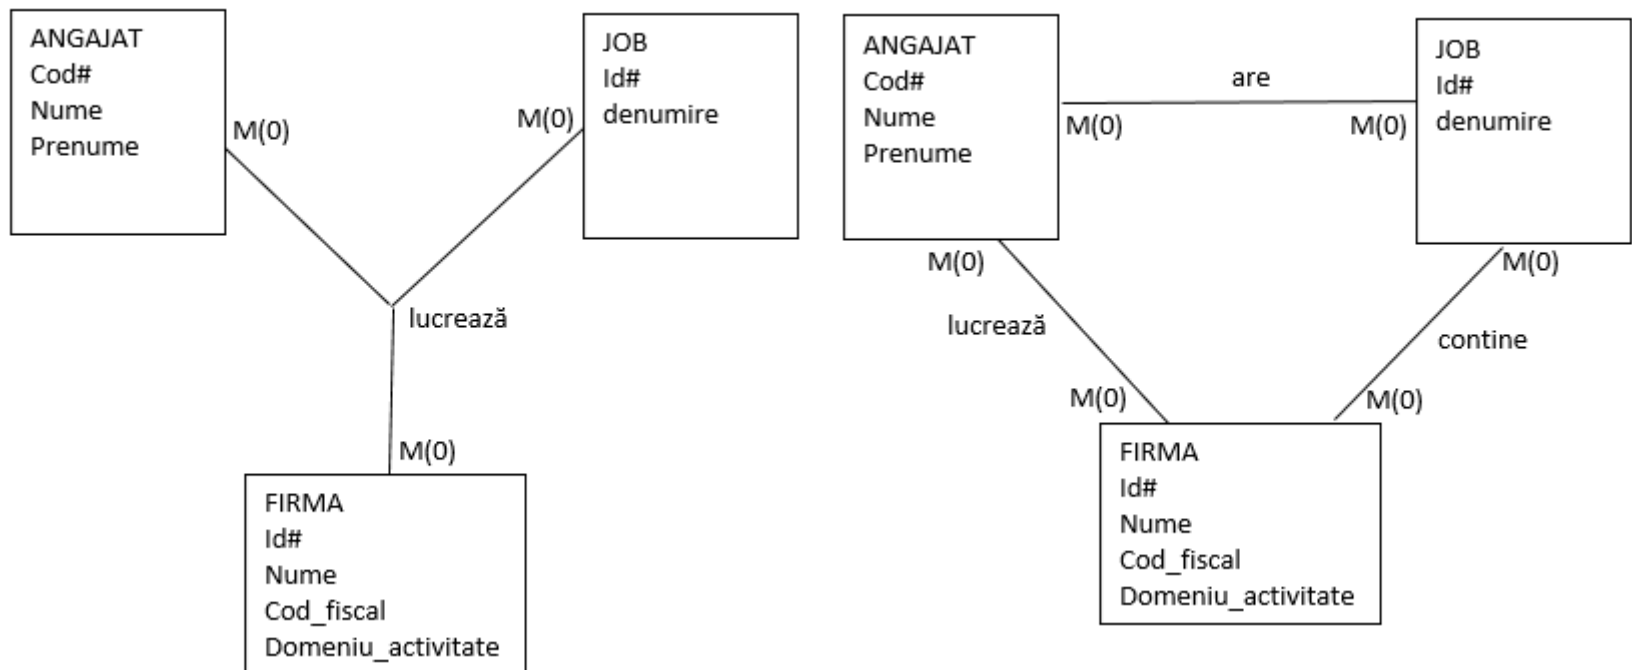 ANGAJAT
Cod#
Nume
Prenume
M(0)
JOB
Id#
denumire
M(0)
lucrează
M(0)
FIRMA
Id#
Nume
Cod_fiscal
Domeniu_activitate
ANGAJAT
Cod#
Nume
Prenume
are
M(0)
M(0)
JOB
Id#
denumire
M(0)
M(0)
lucrează
contine
M(0)
M(0)
FIRMA
Id#
Nume
Cod_fiscal
Domeniu_activitate